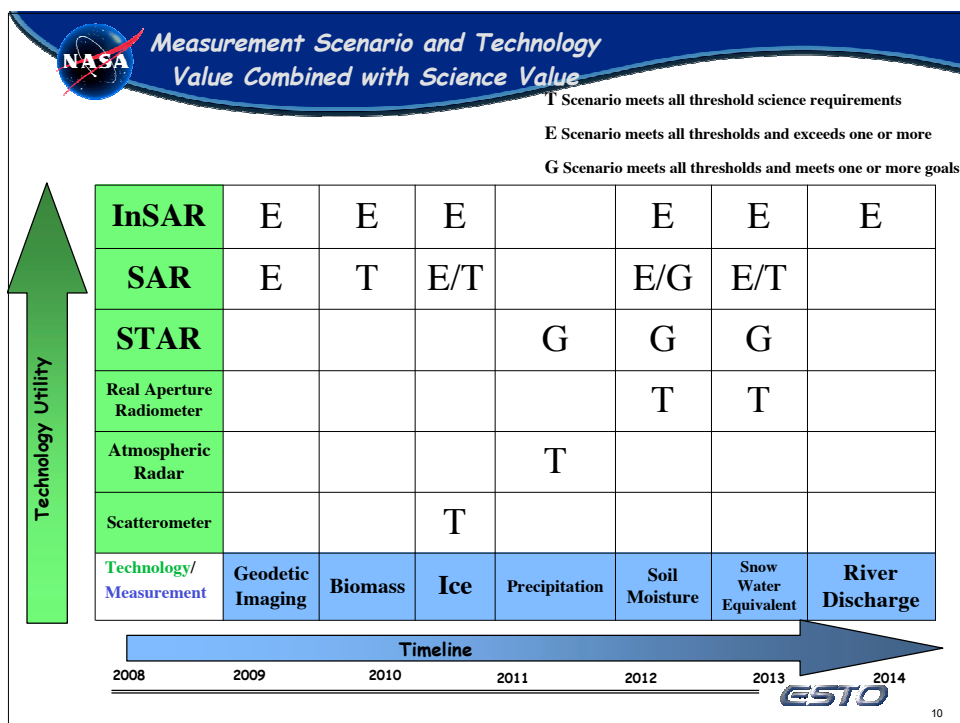 NASA
Measurement Scenario and Technology
Value Combined with Science Value
T Scenario meets all threshold science requirements
E Scenario meets all thresholds and exceeds one or more
G Scenario meets all thresholds and meets one or more goals
Technology Utility
InSAR E E E E E E
SAR E T E/T E/G E/T
STAR G G G
Real Aperture
Radiometer T T
Atmospheric
Radar T
Scatterometer T
Technology/
Measurement
Geodetic
Imaging
Biomass
Ice
Precipitation
Soil
Moisture
Snow
Water
Equivalent
River
Discharge
Timeline
2008 2009 2010 2011 2012 2013 2014
ESTO
10